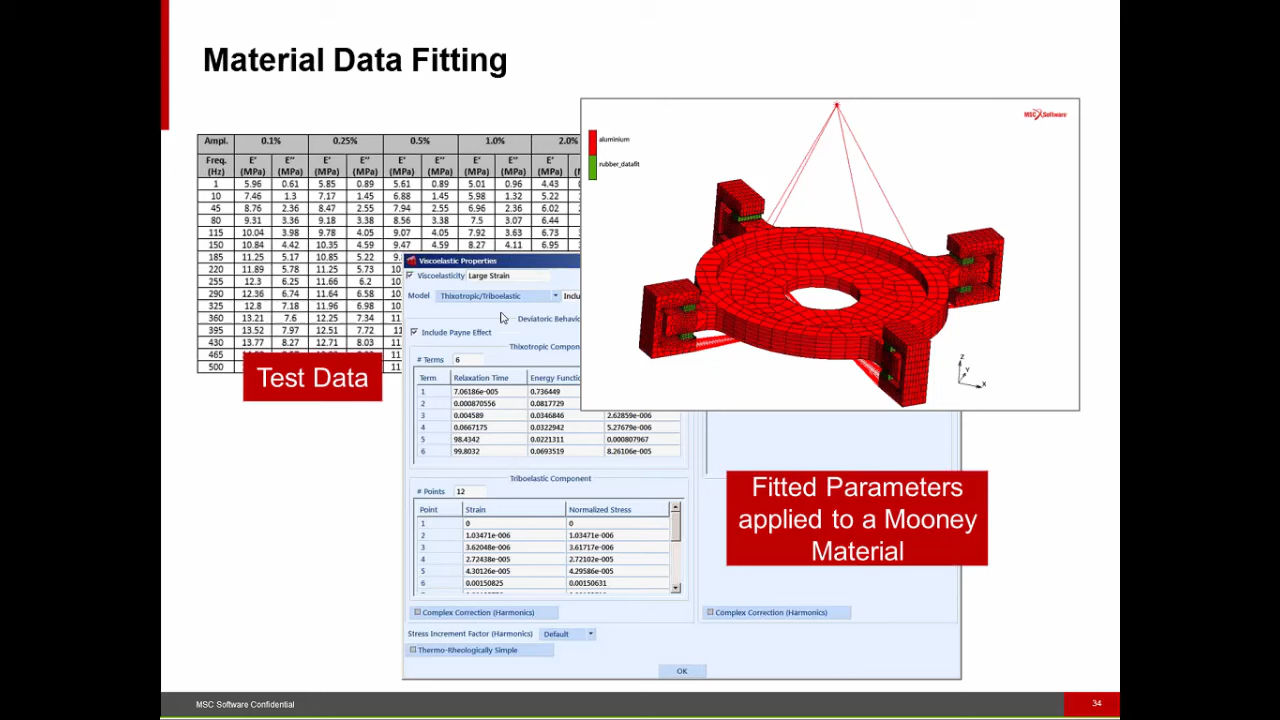 Material Data Fitting
Ampl. 0.1% 0.25% 0.5% 1.0% 2.0%
Freq. (Hz) E' (MPa) E'' (MPa) E' (MPa) E'' (MPa) E' (MPa) E'' (MPa) E' (MPa) E'' (MPa) E' (MPa)
1 5.96 0.61 5.85 0.89 5.61 0.89 5.01 0.96 4.43
10 7.46 1.3 7.17 1.45 6.88 1.45 5.98 1.32 5.22
45 8.76 2.36 8.47 2.55 7.94 2.55 6.96 2.36 6.02
80 9.31 3.36 9.18 3.38 8.56 3.38 7.5 3.07 6.44
115 10.04 3.98 9.78 4.05 9.07 4.05 7.92 3.63 6.73
150 10.84 4.42 10.35 4.59 9.47 4.59 8.27 4.11 6.95
185 11.25 5.17 10.85 5.22
220 11.89 5.78 11.25 5.73
255 12.3 6.25 11.66 6.2
290 12.36 6.74 11.64 6.58
325 12.8 7.18 11.96 6.98
360 13.21 7.6 12.25 7.34
395 13.52 7.97 12.51 7.72
430 13.77 8.27 12.71 8.03
465
500
Test Data
MSC Software
aluminium
rubber_datafit
Z
Y
X
Viscoelastic Properties
Viscoelasticity Large Strain
Model Thixotropic/Triboelastic Inclu
Deviatoric Behavio
Include Payne Effect
Thixotropic Compon
# Terms 6
Term Relaxation Time Energy Functi
1 7.06186e-005 0.736449
2 0.000870556 0.0817729
3 0.004589 0.0346846 2.62859e-006
4 0.0667175 0.0322942 5.27679e-006
5 98.4342 0.0221311 0.000807967
6 99.8032 0.0693519 8.26106e-005
Triboelastic Component
# Points 12
Point Strain Normalized Stress
1 0 0
2 1.03471e-006 1.03471e-006
3 3.62048e-006 3.61717e-006
4 2.72438e-005 2.72102e-005
5 4.30126e-005 4.29586e-005
6 0.00150825 0.00150631
Complex Correction (Harmonics)
Complex Correction (Harmonics)
Stress Increment Factor (Harmonics) Default
Thermo-Rheologically Simple
OK
Fitted Parameters
applied to a Mooney
Material
MSC Software Confidential
34